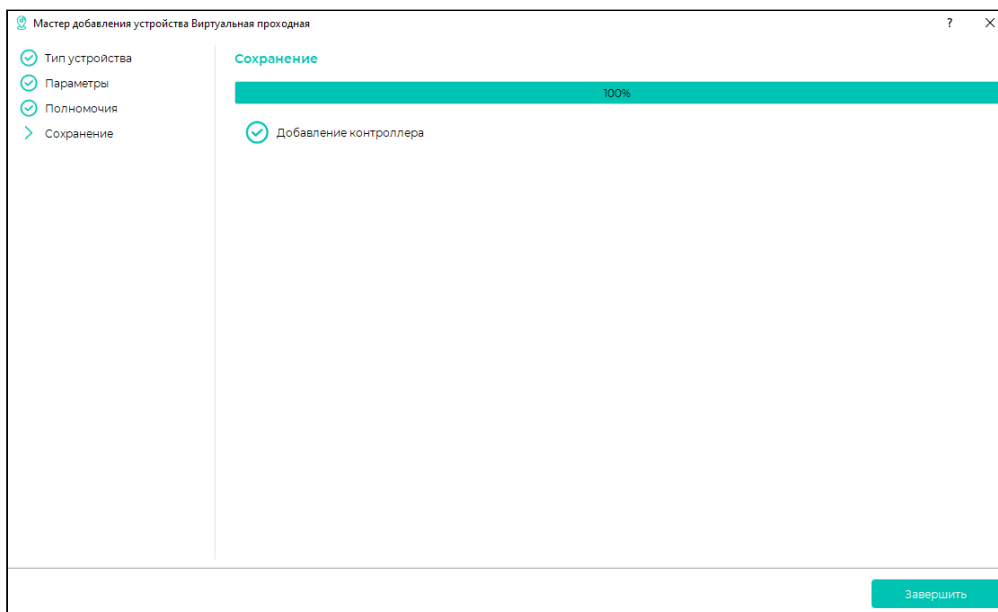 Мастер добавления устройства Виртуальная проходная
?
Тип устройства
Параметры
Полномочия
Сохранение
Сохранение
100%
Добавление контроллера
Завершить